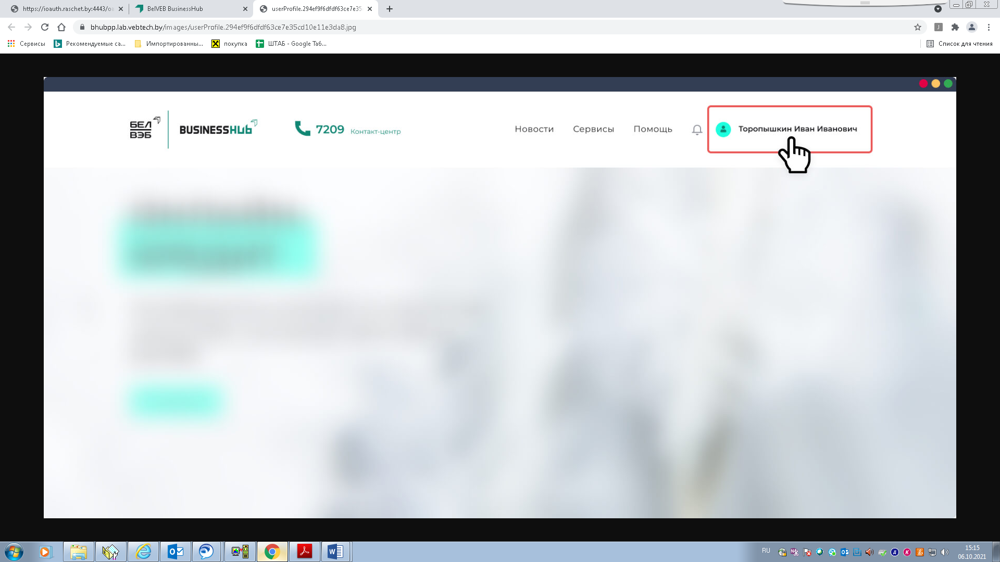 https://ioauth.raschet.by:4443/oa
BelVEB BusinessHub
userProfile.294ef9f6dfdf63ce7e35
bhubpp.lab.vebtech.by/images/userProfile.294ef9f6dfdf63ce7e35cd10e11e3da8.jpg
Сервисы
Рекомендуемые са...
Импортированны...
покупка
ШТАБ - Google Таб...
Список для чтения
БЕЛ
ВЭБ
BUSINESSHUb
7209 Контакт-центр
Новости
Сервисы
Помощь
Торопышкин Иван Иванович
RU
15:15
06.10.2021